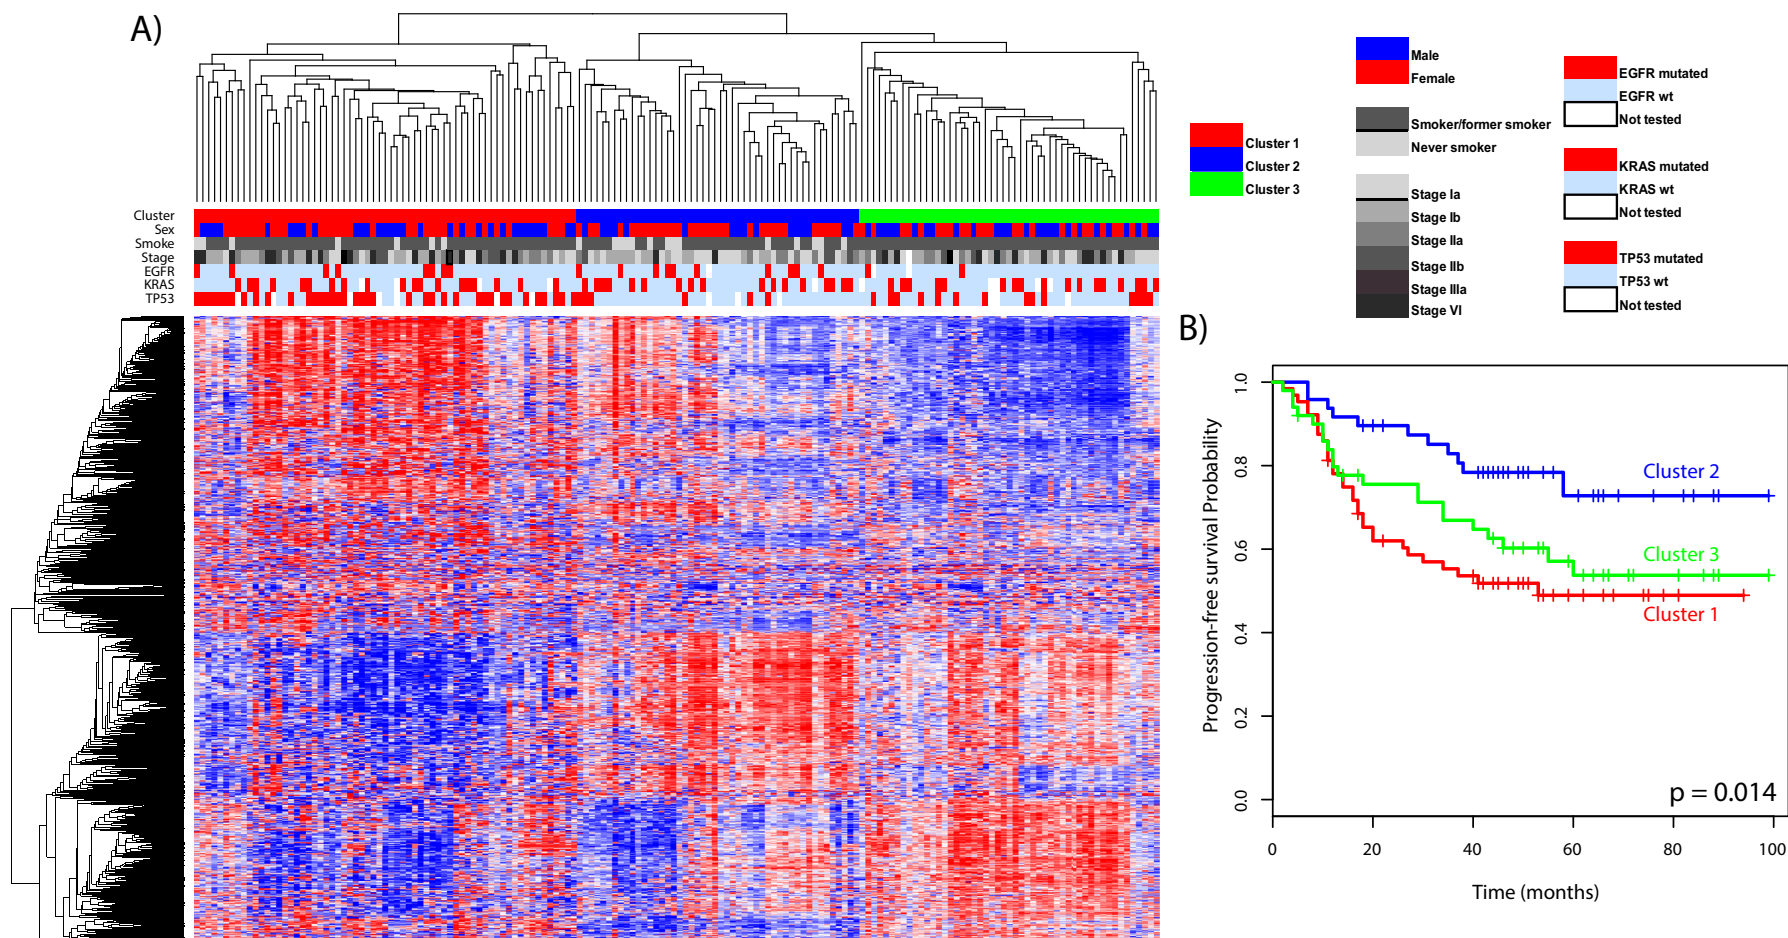 A)
Cluster
Sex
Smoke
Stage
EGFR
KRAS
TP53
Cluster 1
Cluster 2
Cluster 3
Male
Female
Smoker/former smoker
Never smoker
Stage Ia
Stage Ib
Stage IIa
Stage IIb
Stage IIIa
Stage VI
EGFR mutated
EGFR wt
Not tested
KRAS mutated
KRAS wt
Not tested
TP53 mutated
TP53 wt
Not tested
B)
Progression-free survival Probability
1.0
0.8
0.6
0.4
0.2
0.0
Cluster 2
Cluster 3
Cluster 1
p = 0.014
0 20 40 60 80 100
Time (months)